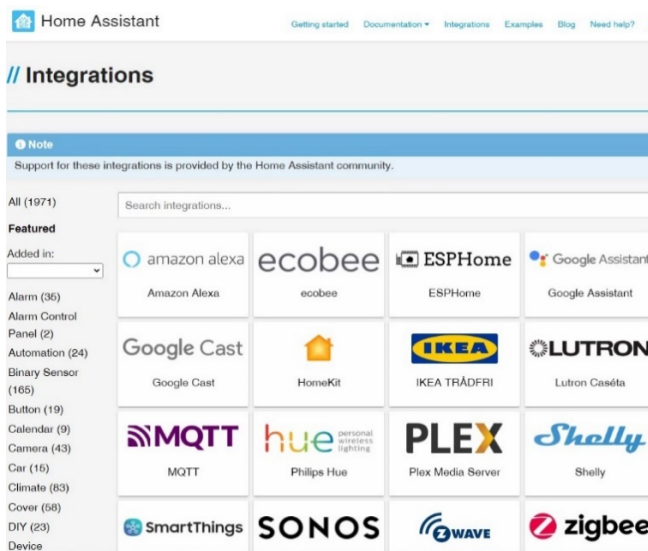 Home Assistant
Getting started Documentation Integrations Examples Blog Need help?
// Integrations
Note
Support for these integrations is provided by the Home Assistant community.
All (1971)
Search integrations...
Featured
Added in:
amazon alexa ecobee ESPHome Google Assistant
Amazon Alexa ecobee ESPHome Google Assistant
Alarm (35)
Alarm Control
Panel (2)
Automation (24)
Binary Sensor
(165)
Button (19)
Calendar (9)
Camera (43)
Car (15)
Climate (83)
Cover (58)
DIY (23)
Device
Google Cast IKEA LUTRON
Google Cast HomeKit IKEA TRÅDFRI Lutron Caséta
MQTT hue personal wireless lighting PLEX Shelly
MQTT Philips Hue Plex Media Server Shelly
SmartThings SONOS Z WAVE zigbee